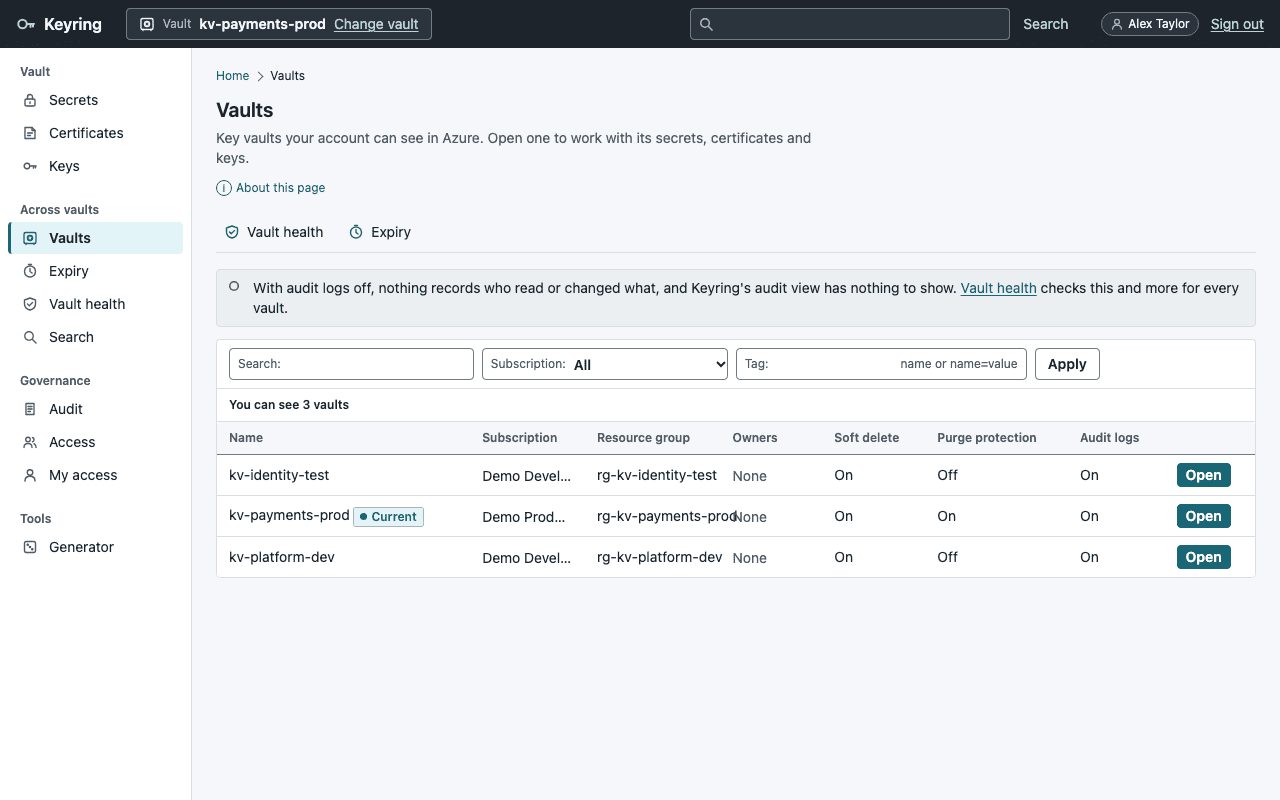 Keyring
Vault kv-payments-prod Change vault
Search
Alex Taylor
Sign out
Vault
Secrets
Certificates
Keys
Across vaults
Vaults
Expiry
Vault health
Search
Governance
Audit
Access
My access
Tools
Generator
Home > Vaults
Vaults
Key vaults your account can see in Azure. Open one to work with its secrets, certificates and
keys.
About this page
Vault health
Expiry
With audit logs off, nothing records who read or changed what, and Keyring's audit view has nothing to show. Vault health checks this and more for every
vault.
Search:
Subscription: All
Tag: name or name=value
Apply
You can see 3 vaults
Name Subscription Resource group Owners Soft delete Purge protection Audit logs
kv-identity-test Demo Devel... rg-kv-identity-test None On Off On Open
kv-payments-prod Current Demo Prod... rg-kv-payments-prod None On On On Open
kv-platform-dev Demo Devel... rg-kv-platform-dev None On Off On Open